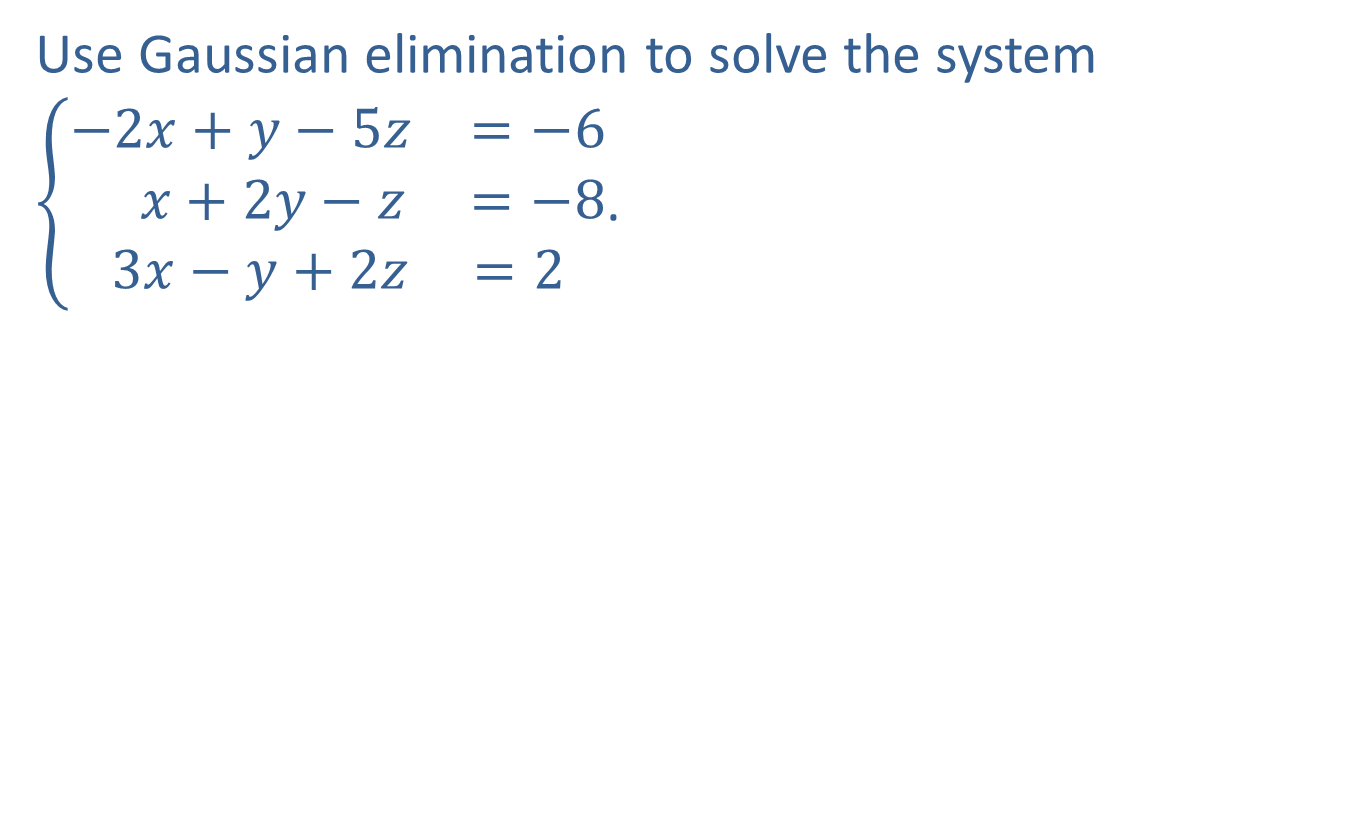 Use Gaussian elimination to solve the system
−2x + y − 5z = −6
x + 2y − z = −8.
3x − y + 2z = 2